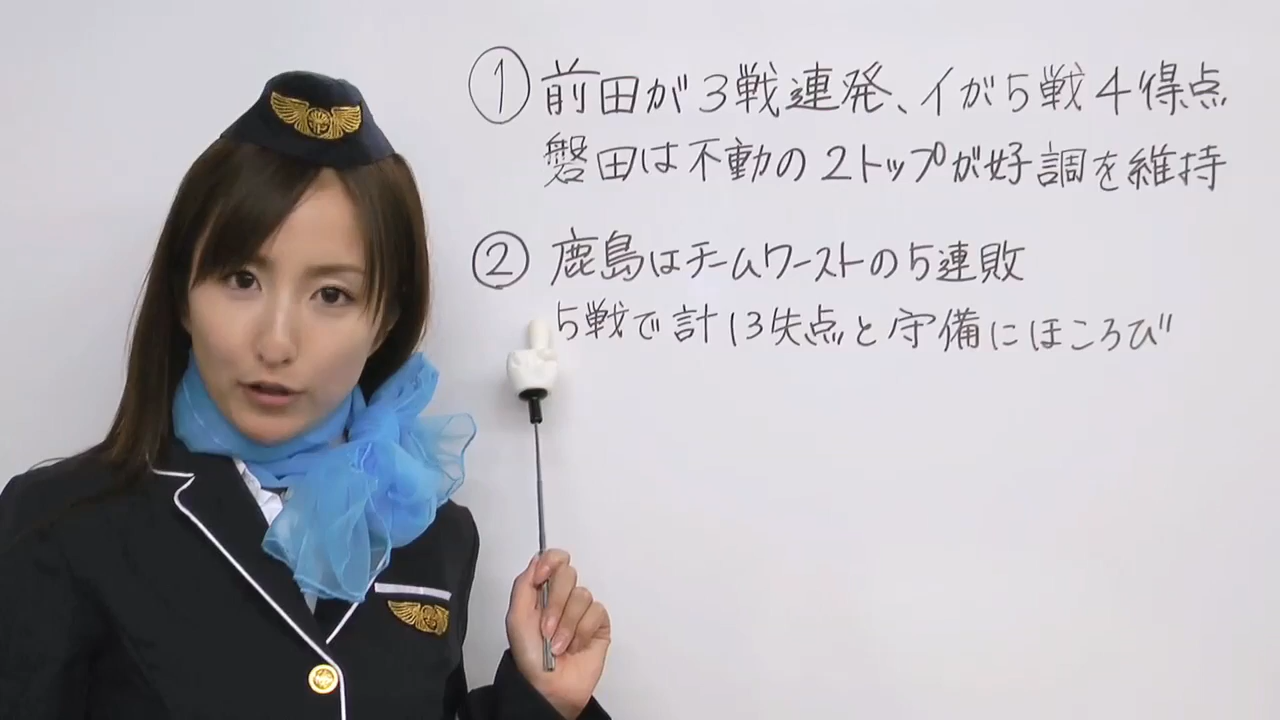 ① 前田が3戦連発、イが5戦4得点
磐田は不動の2トップが好調を維持
② 鹿島はチームワーストの5連敗
5戦で計13失点と守備にほころび